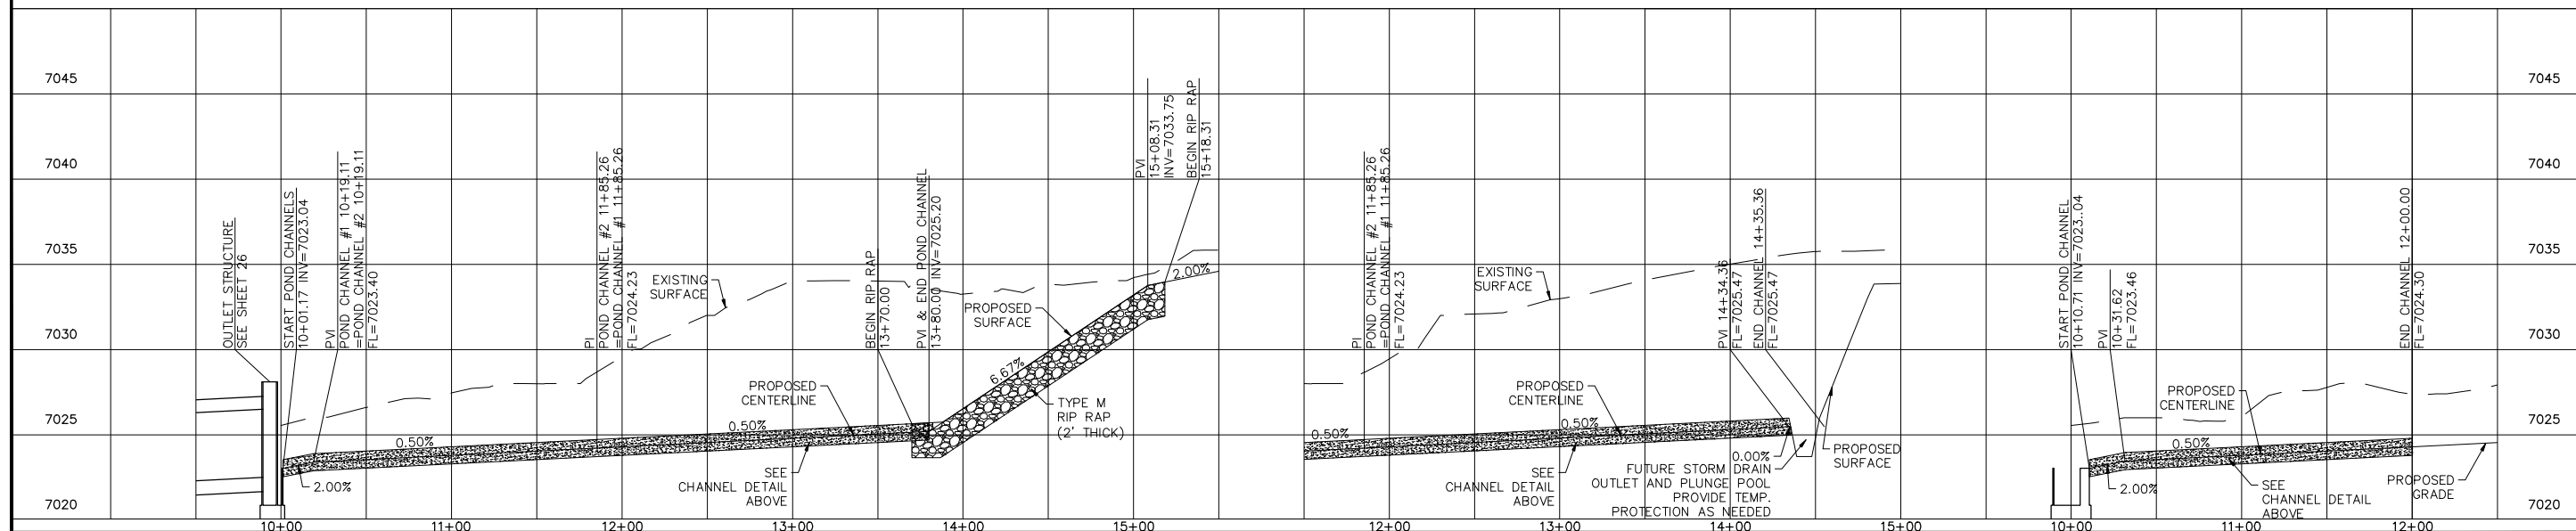 7045
7040
7035
7030
7025
7020
OUTLET STRUCTURE
SEE SHEET 26
START POND CHANNELS
10+01.17 INV=7023.04
PVI
POND CHANNEL #1 10+19.11
=POND CHANNEL #2 10+19.11
FL=7023.40
0.50%
2.00%
PI
POND CHANNEL #2 11+85.26
=POND CHANNEL #1 11+85.26
FL=7024.23
EXISTING
SURFACE
0.50%
PROPOSED
CENTERLINE
SEE
CHANNEL DETAIL
ABOVE
BEGIN RIP RAP
13+70.00
PVI & END POND CHANNEL
13+80.00 INV=7025.20
PROPOSED
SURFACE
6.67%
TYPE M
RIP RAP
(2' THICK)
PVI
15+08.31
INV=7033.75
BEGIN RIP RAP
15+18.31
2.00%
10+00
11+00
12+00
13+00
14+00
15+00
PI
POND CHANNEL #2 11+85.26
=POND CHANNEL #1 11+85.26
FL=7024.23
0.50%
EXISTING
SURFACE
PROPOSED
CENTERLINE
0.50%
SEE
CHANNEL DETAIL
ABOVE
PVI 14+34.36
FL=7025.47
END CHANNEL 14+35.36
FL=7025.47
0.00%
FUTURE STORM DRAIN
OUTLET AND PLUNGE POOL
PROVIDE TEMP.
PROTECTION AS NEEDED
PROPOSED
SURFACE
12+00
13+00
14+00
15+00
START POND CHANNEL
10+10.71 INV=7023..04
PVI
10+31.62
FL=7023.46
2.00%
0.50%
PROPOSED
CENTERLINE
SEE
CHANNEL DETAIL
ABOVE
END CHANNEL 12+00.00
FL=7024.30
PROPOSED
GRADE
10+00
11+00
12+00
7045
7040
7035
7030
7025
7020